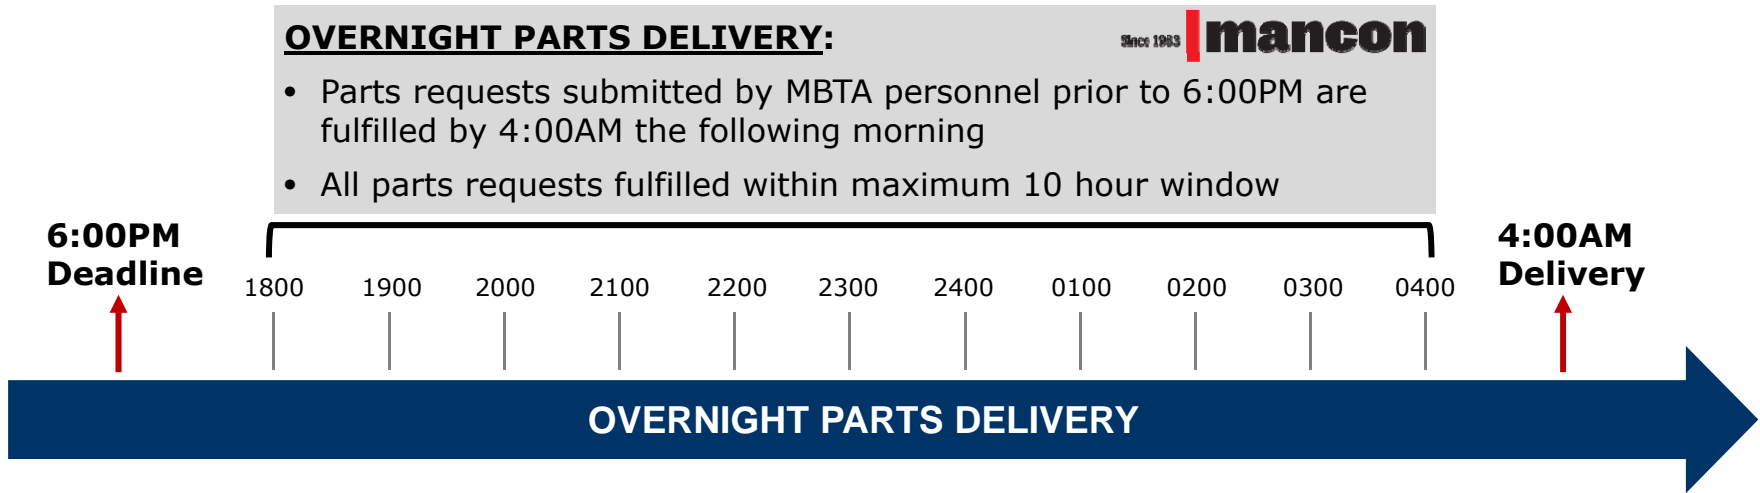 OVERNIGHT PARTS DELIVERY:
Since 1983 mancon
• Parts requests submitted by MBTA personnel prior to 6:00PM are
fulfilled by 4:00AM the following morning
• All parts requests fulfilled within maximum 10 hour window
6:00PM
Deadline
1800 1900 2000 2100 2200 2300 2400 0100 0200 0300 0400
4:00AM
Delivery
OVERNIGHT PARTS DELIVERY